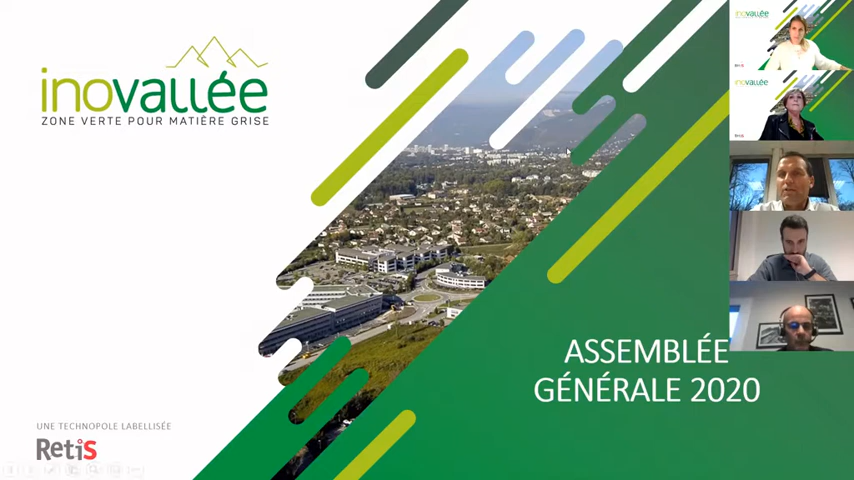 inovallée
ZONE VERTE POUR MATIÈRE GRISE
ASSEMBLÉE
GÉNÉRALE 2020
UNE TECHNOPOLE LABELLISÉE
Retis
inovallée
inovallée